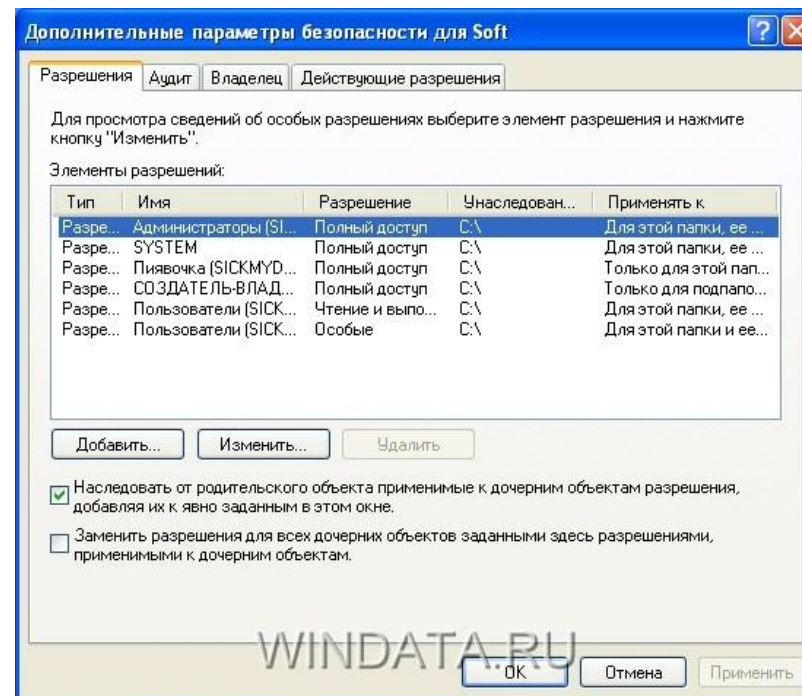 Дополнительные параметры безопасности для Soft
Разрешения Аудит Владелец Действующие разрешения
Для просмотра сведений об особых разрешениях выберите элемент разрешения и нажмите
кнопку "Изменить".
Элементы разрешений:
Тип Имя Разрешение Унаследован... Применять к
Разре... Администраторы (SI... Полный доступ C:\ Для этой папки, ее ...
Разре... SYSTEM Полный доступ C:\ Для этой папки, ее ...
Разре... Пиявочка (SICKMYD... Полный доступ C:\ Только для этой пап...
Разре... СОЗДАТЕЛЬ-ВЛАД... Полный доступ C:\ Только для подпапо...
Разре... Пользователи (SICK... Чтение и выпо... C:\ Для этой папки, ее ...
Разре... Пользователи (SICK... Особые C:\ Для этой папки и ее...
Добавить... Изменить... Удалить
Наследовать от родительского объекта применимые к дочерним объектам разрешения,
добавляя их к явно заданным в этом окне.
Заменить разрешения для всех дочерних объектов заданными здесь разрешениями,
применимыми к дочерним объектам.
WINDATA.RU
OK Отмена Применить